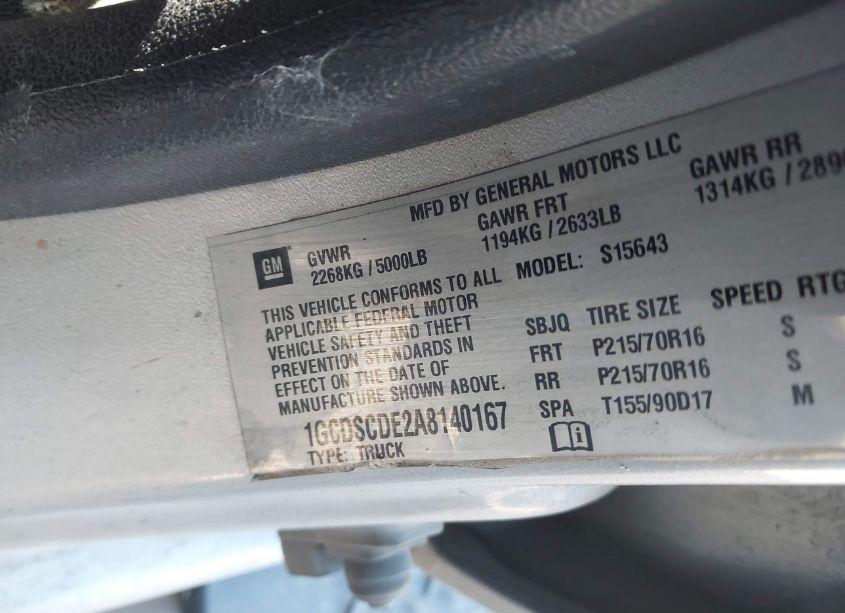 MFD BY GENERAL MOTORS LLC
GM GVWR GAWR FRT GAWR RR
2268KG / 5000LB 1194KG / 2633LB 1314KG /
THIS VEHICLE CONFORMS TO ALL MODEL: S15643
APPLICABLE FEDERAL MOTOR
VEHICLE SAFETY AND THEFT
PREVENTION STANDARDS IN
EFFECT ON THE DATE OF
MANUFACTURE SHOWN ABOVE.
SBJQ TIRE SIZE SPEED RTG
FRT P215/70R16 S
RR P215/70R16 S
SPA T155/90D17 M
1GCDSCDE2A8140167
TYPE: TRUCK